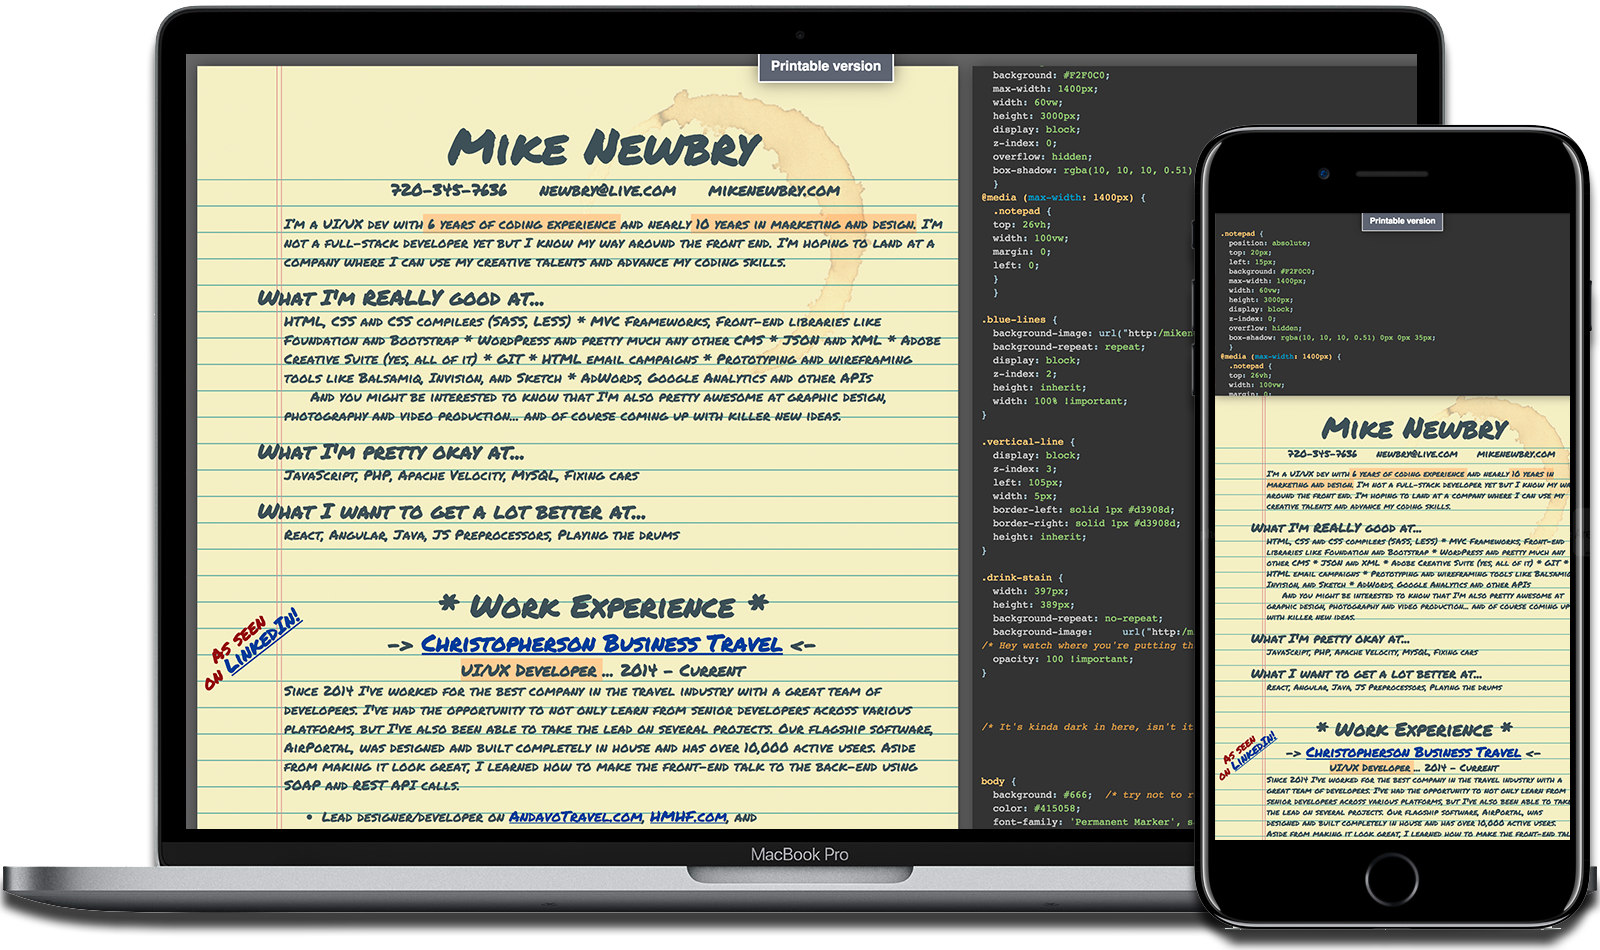 Printable version
Mike Newbry
720-345-7636 newbry@live.com mikenewbry.com
I'm a UI/UX dev with 6 years of coding experience and nearly 10 years in marketing and design. I'm
not a full-stack developer yet but I know my way around the front end. I'm hoping to land at a
company where I can use my creative talents and advance my coding skills.
What I'm REALLY good at...
HTML, CSS and CSS compilers (SASS, LESS) * MVC Frameworks, Front-end libraries like
Foundation and Bootstrap * WordPress and pretty much any other CMS * JSON and XML * Adobe
Creative Suite (yes, all of it) * GIT * HTML email campaigns * Prototyping and wireframing
tools like Balsamiq, Invision, and Sketch * AdWords, Google Analytics and other APIs
And you might be interested to know that I'm also pretty awesome at graphic design,
photography and video production... and of course coming up with killer new ideas.
What I'm pretty okay at...
JavaScript, PHP, Apache Velocity, MySQL, Fixing cars
What I want to get a lot better at...
React, Angular, Java, JS Preprocessors, Playing the drums
* Work Experience *
As seen
on LinkedIn!
-> Christopherson Business Travel <-
UI/UX Developer ... 2014 - Current
Since 2014 I've worked for the best company in the travel industry with a great team of
developers. I've had the opportunity to not only learn from senior developers across various
platforms, but I've also been able to take the lead on several projects. Our flagship software,
AirPortal, was designed and built completely in house and has over 10,000 active users. Aside
from making it look great, I learned how to make the front-end talk to the back-end using
SOAP and REST API calls.
• Lead designer/developer on AndavoTravel.com, HMHF.com, and
background: #F2F0C0;
max-width: 1400px;
width: 60vw;
height: 3000px;
display: block;
z-index: 0;
overflow: hidden;
box-shadow: rgba(10, 10, 10, 0.51)
}
@media (max-width: 1400px) {
.notepad {
top: 26vh;
width: 100vw;
margin: 0;
left: 0;
}
}
.blue-lines {
background-image: url("http:/miken
background-repeat: repeat;
display: block;
z-index: 2;
height: inherit;
width: 100% !important;
}
.vertical-line {
display: block;
z-index: 3;
left: 105px;
width: 5px;
border-left: solid 1px #d3908d;
border-right: solid 1px #d3908d;
height: inherit;
}
.drink-stain {
width: 397px;
height: 389px;
background-repeat: no-repeat;
background-image: url("http:/m
/* Hey watch where you're putting th
opacity: 100 !important;
}
/* It's kinda dark in here, isn't it
body {
background: #666; /* try not to r
color: #415058;
font-family: 'Permanent Marker', s
MacBook Pro
Printable version
.notepad {
position: absolute;
top: 20px;
left: 15px;
background: #F2F0C0;
max-width: 1400px;
width: 60vw;
height: 3000px;
display: block;
z-index: 0;
overflow: hidden;
box-shadow: rgba(10, 10, 10, 0.51) 0px 0px 35px;
}
@media (max-width: 1400px) {
.notepad {
top: 26vh;
width: 100vw;
margin: 0;
Mike Newbry
720-345-7636 newbry@live.com mikenewbry.com
I'm a UI/UX dev with 6 years of coding experience and nearly 10 years in
marketing and design. I'm not a full-stack developer yet but I know my wa
around the front end. I'm hoping to land at a company where I can use my
creative talents and advance my coding skills.
What I'm REALLY good at...
HTML, CSS and CSS compilers (SASS, LESS) * MVC Frameworks, Front-end
libraries like Foundation and Bootstrap * WordPress and pretty much any
other CMS * JSON and XML * Adobe Creative Suite (yes, all of it) * GIT *
HTML email campaigns * Prototyping and wireframing tools like Balsamiq
Invision, and Sketch * AdWords, Google Analytics and other APIs
And you might be interested to know that I'm also pretty awesome at
graphic design, photography and video production... and of course coming up
with killer new ideas.
What I'm pretty okay at...
JavaScript, PHP, Apache Velocity, MySQL, Fixing cars
What I want to get a lot better at...
React, Angular, Java, JS Preprocessors, Playing the drums
* Work Experience *
As seen
on LinkedIn!
-> Christopherson Business Travel <-
UI/UX Developer ... 2014 - Current
Since 2014 I've worked for the best company in the travel industry with a
great team of developers. I've had the opportunity to not only learn from
senior developers across various platforms, but I've also been able to take
the lead on several projects. Our flagship software, AirPortal, was
designed and built completely in house and has over 10,000 active users.
Aside from making it look great, I learned how to make the front-end tal